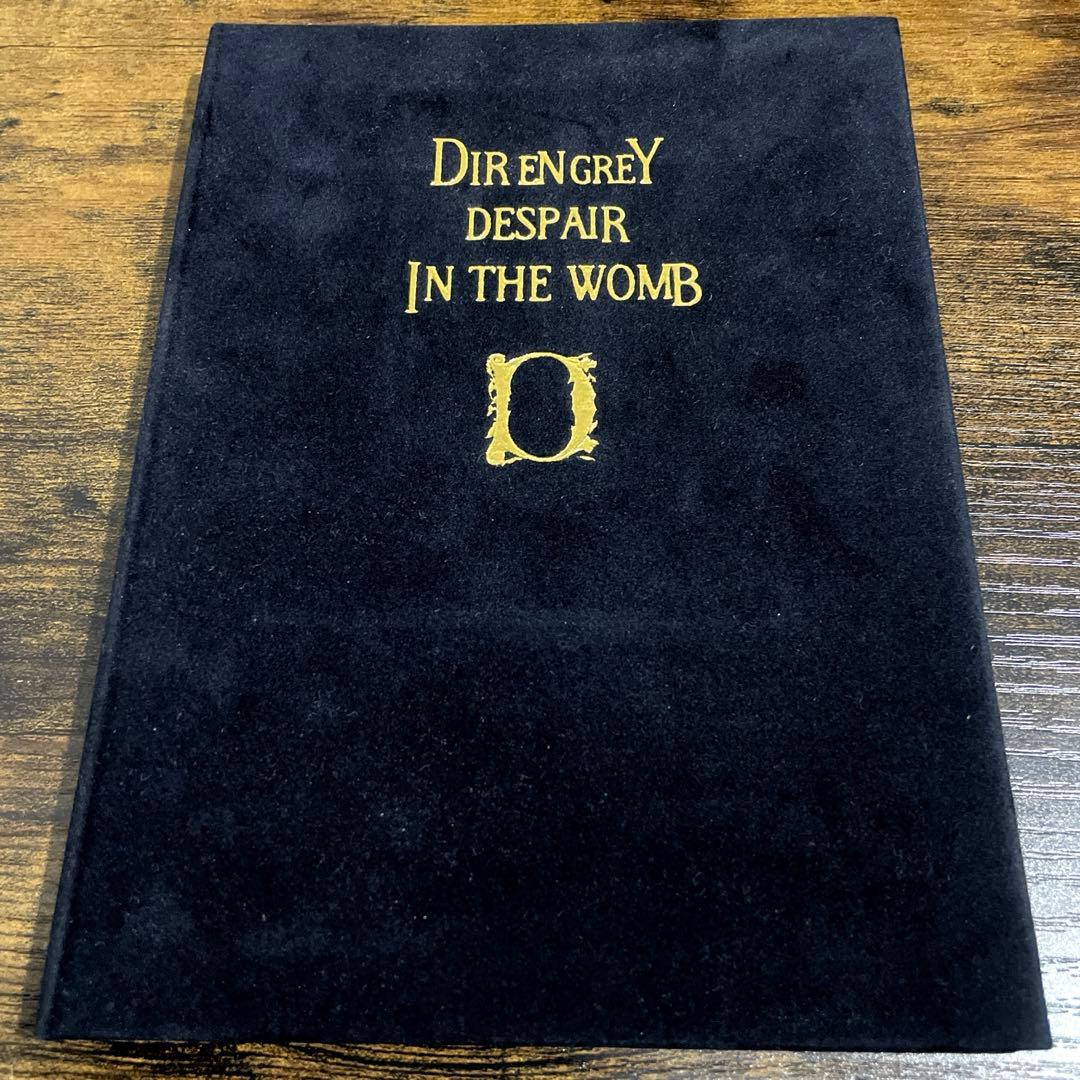 DIR EN GREY
DESPAIR
IN THE WOMB
D